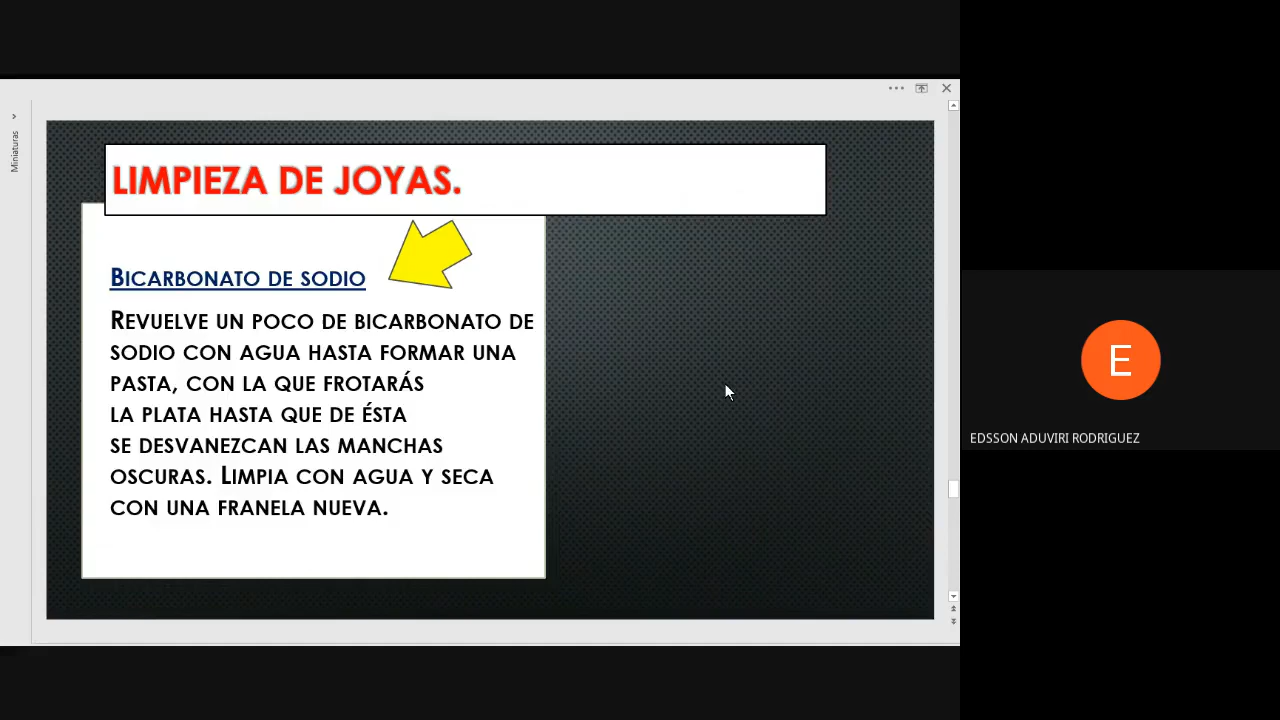 Miniaturas
LIMPIEZA DE JOYAS.
BICARBONATO DE SODIO
REVUELVE UN POCO DE BICARBONATO DE
SODIO CON AGUA HASTA FORMAR UNA
PASTA, CON LA QUE FROTARÁS
LA PLATA HASTA QUE DE ÉSTA
SE DESVANEZCAN LAS MANCHAS
OSCURAS. LIMPIA CON AGUA Y SECA
CON UNA FRANELA NUEVA.
E
EDSSON ADUVIRI RODRIGUEZ